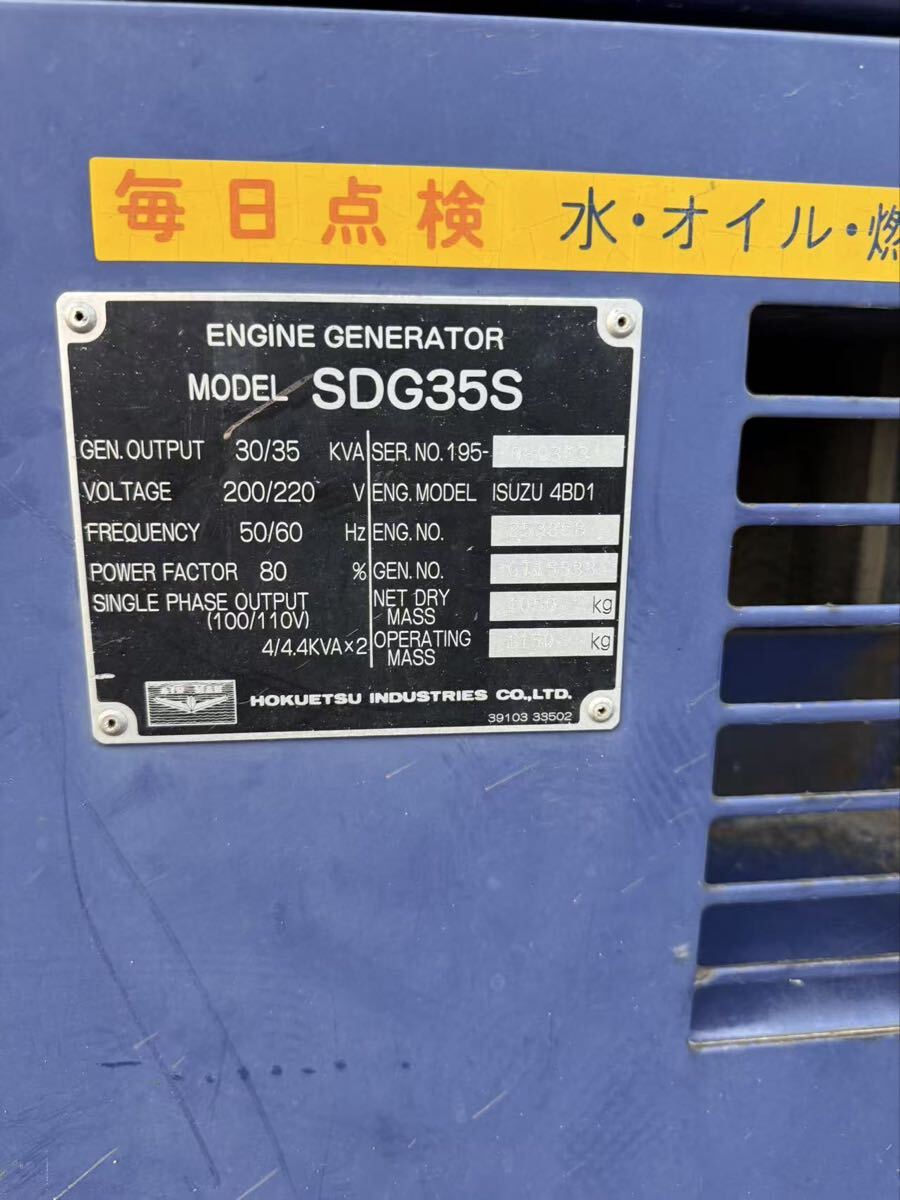 毎日点検 水・オイル・燃
ENGINE GENERATOR
MODEL SDG35S
GEN. OUTPUT 30/35 KVA
VOLTAGE 200/220 V
FREQUENCY 50/60 Hz
POWER FACTOR 80 %
SINGLE PHASE OUTPUT
(100/110V)
4/4.4KVA×2
SER. NO. 195-
ENG. MODEL ISUZU 4BD1
ENG. NO.
GEN. NO.
NET DRY
MASS kg
OPERATING
MASS kg
AIR MAN
HOKUETSU INDUSTRIES CO.,LTD.
39103 33502